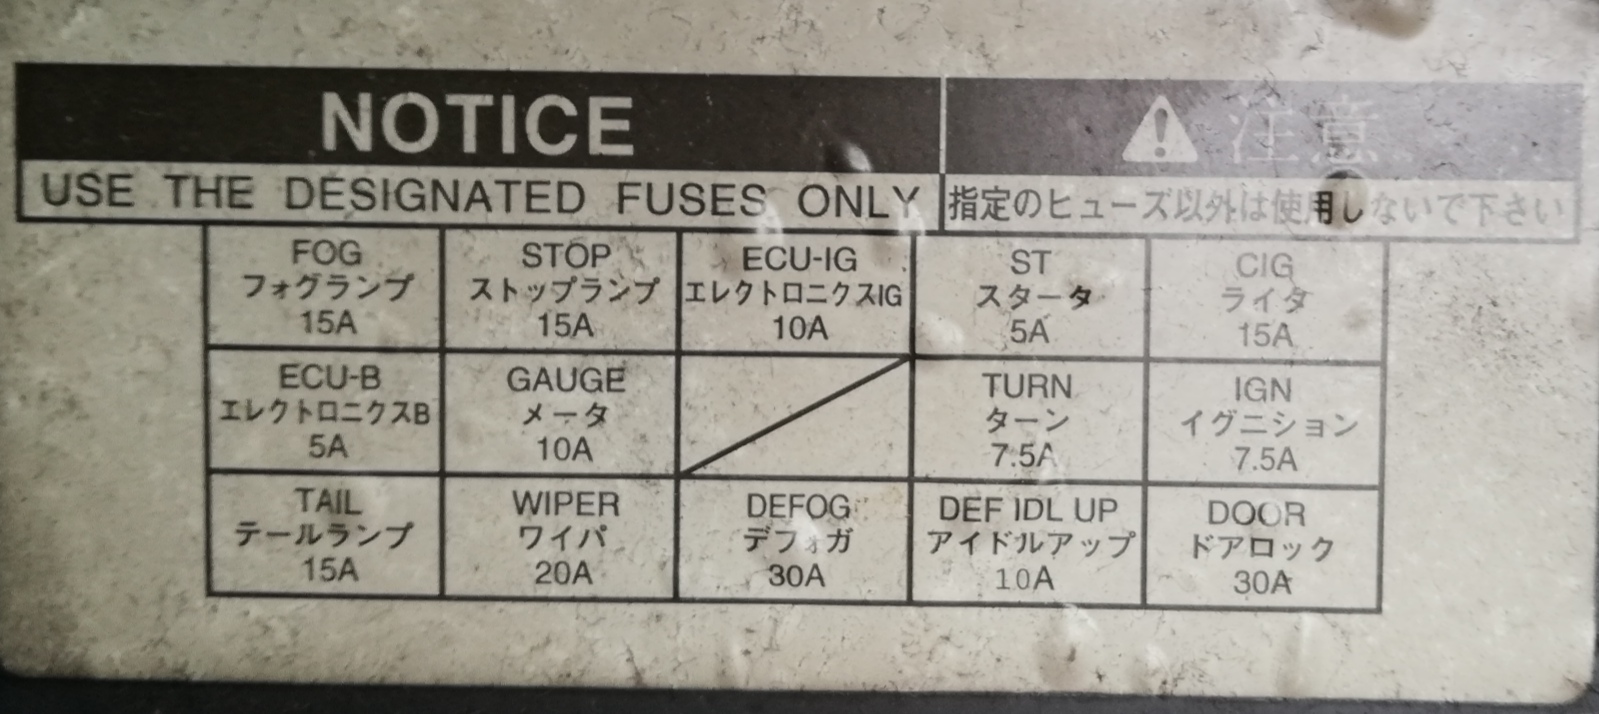 NOTICE
注意
USE THE DESIGNATED FUSES ONLY
指定のヒューズ以外は使用しないで下さい
FOG
フォグランプ
15A
STOP
ストップランプ
15A
ECU-IG
エレクトロニクスIG
10A
ST
スタータ
5A
CIG
ライタ
15A
ECU-B
エレクトロニクスB
5A
GAUGE
メータ
10A
TURN
ターン
7.5A
IGN
イグニション
7.5A
TAIL
テールランプ
15A
WIPER
ワイパ
20A
DEFOG
デフォガ
30A
DEF IDL UP
アイドルアップ
10A
DOOR
ドアロック
30A